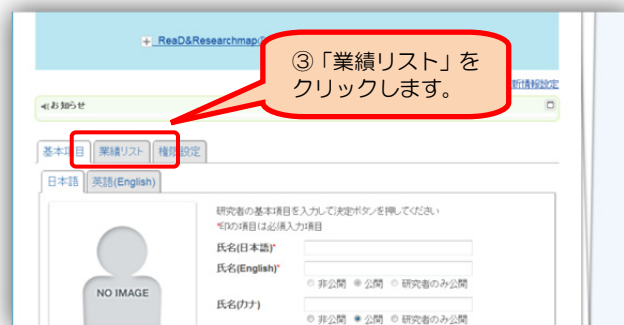 ReaD&Researchmap
③「業績リスト」を
クリックします。
新情報設定
お知らせ
基本項目 業績リスト 権限設定
日本語 英語(English)
研究者の基本項目を入力して決定ボタンを押してください
*印の項目は必須入力項目
氏名(日本語)*
氏名(English)*
非公開 公開 研究者のみ公開
NO IMAGE
氏名(カナ)
非公開 公開 研究者のみ公開